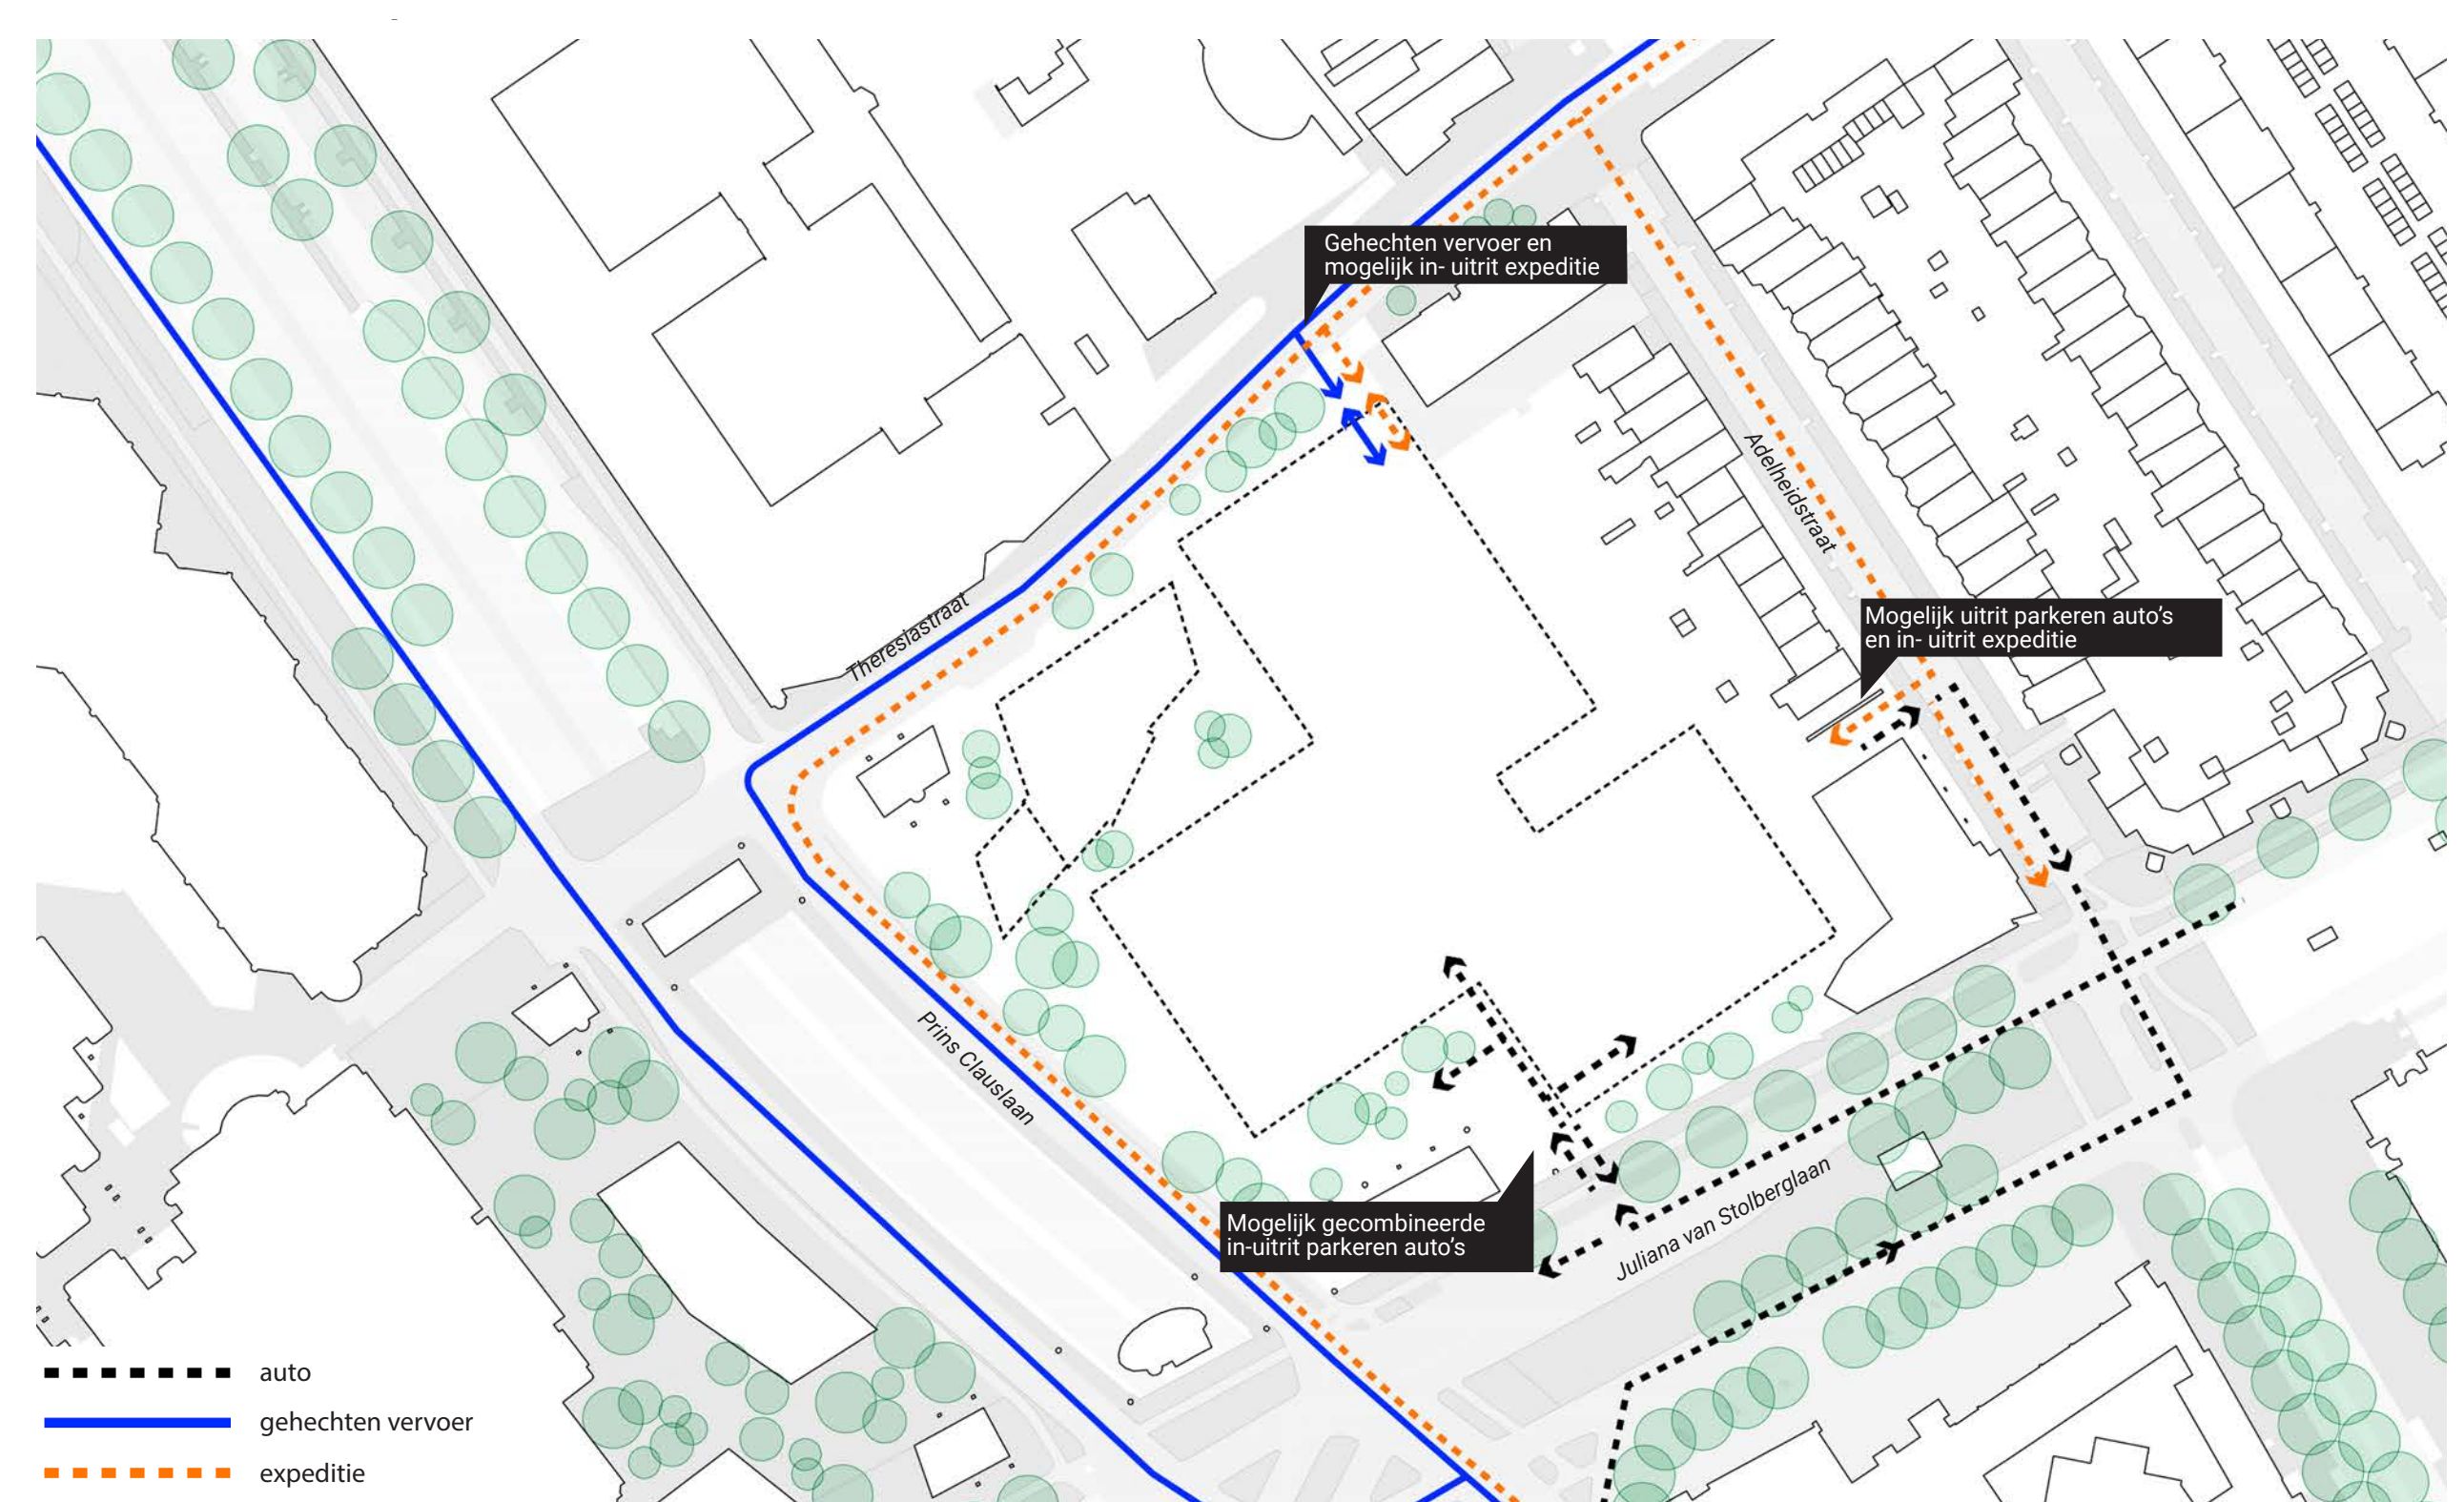 Gehechten vervoer en
mogelijk in- uitrit expeditie
Adelheidstraat
Theresiastraat
Mogelijk uitrit parkeren auto's
en in- uitrit expeditie
Prins Clauslaan
Mogelijk gecombineerde
in-uitrit parkeren auto's
Juliana van Stolberglaan
auto
gehechten vervoer
expeditie